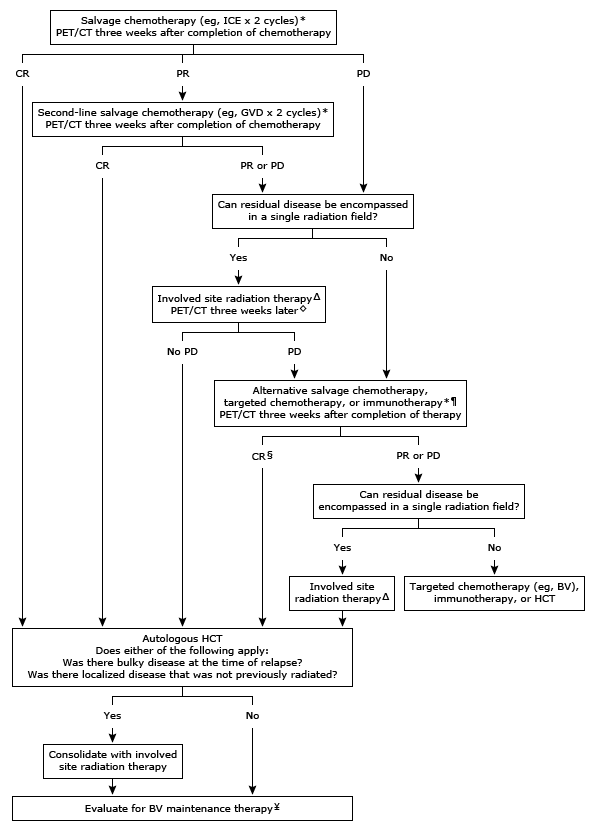 Salvage chemotherapy (eg, ICE x 2 cycles)*
PET/CT three weeks after completion of chemotherapy
CR
PR
PD
Second-line salvage chemotherapy (eg, GVD x 2 cycles)*
PET/CT three weeks after completion of chemotherapy
CR
PR or PD
Can residual disease be encompassed
in a single radiation field?
Yes
No
Involved site radiation therapyΔ
PET/CT three weeks later◇
No PD
PD
Alternative salvage chemotherapy,
targeted chemotherapy, or immunotherapy*¶
PET/CT three weeks after completion of therapy
CR§
PR or PD
Can residual disease be
encompassed in a single radiation field?
Yes
No
Involved site
radiation therapyΔ
Targeted chemotherapy (eg, BV),
immunotherapy, or HCT
Autologous HCT
Does either of the following apply:
Was there bulky disease at the time of relapse?
Was there localized disease that was not previously radiated?
Yes
No
Consolidate with involved
site radiation therapy
Evaluate for BV maintenance therapy¥